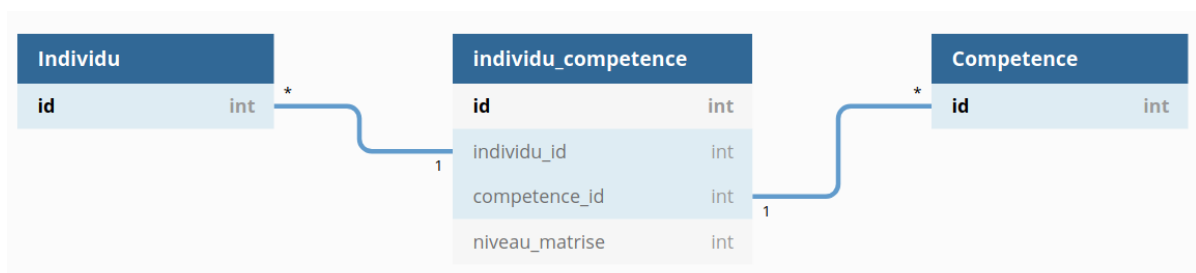 Individu
id int
*
individu_competence
id int
individu_id int
1
competence_id int
1
niveau_matrise int
Competence
* 
id int